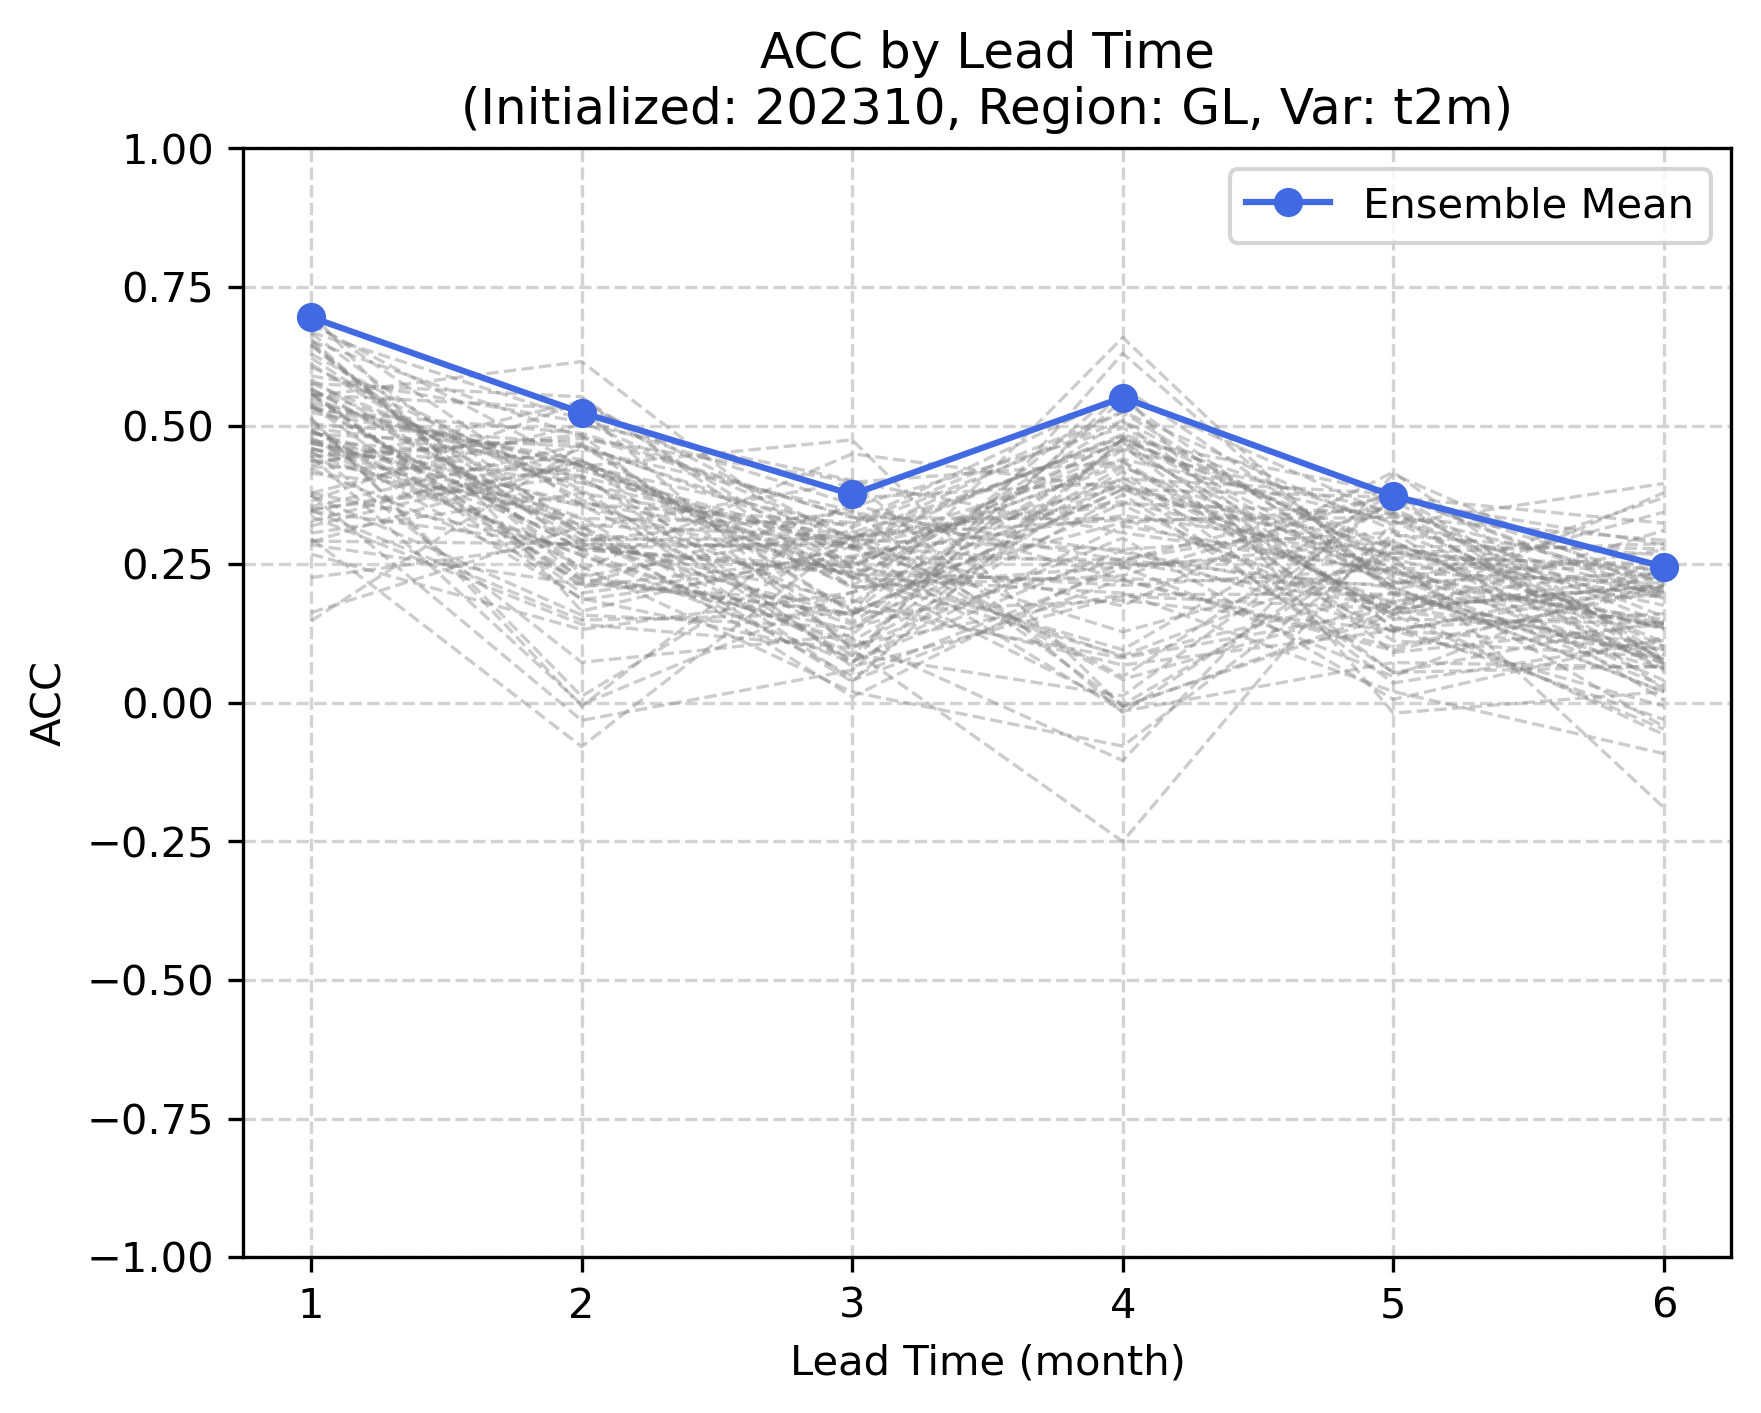 ACC by Lead Time
(Initialized: 202310, Region: GL, Var: t2m)
1.00
0.75
0.50
0.25
0.00
−0.25
−0.50
−0.75
−1.00
ACC
Ensemble Mean
1 2 3 4 5 6
Lead Time (month)